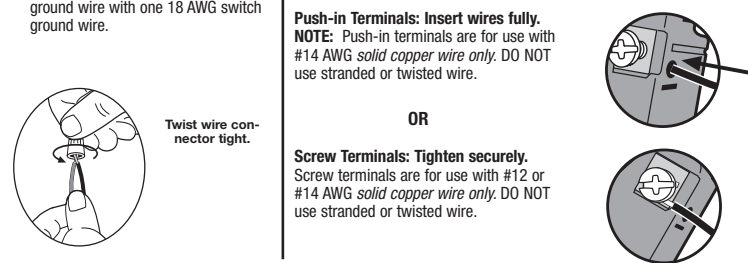 ground wire with one 18 AWG switch
ground wire.
Twist wire con-
nector tight.
Push-in Terminals: Insert wires fully.
NOTE: Push-in terminals are for use with
#14 AWG solid copper wire only. DO NOT
use stranded or twisted wire.
OR
Screw Terminals: Tighten securely.
Screw terminals are for use with #12 or
#14 AWG solid copper wire only. DO NOT
use stranded or twisted wire.